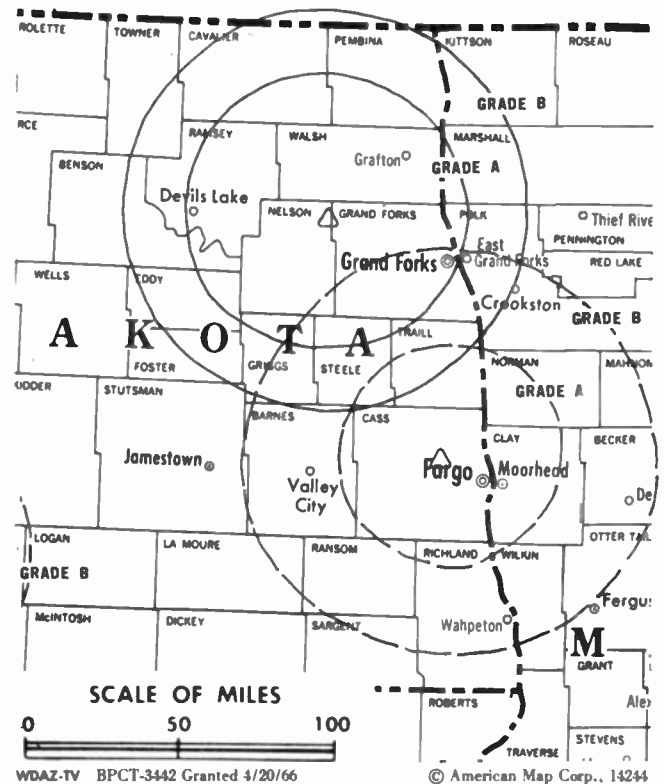 ROLETTE
TOWNER
CAVALIER
PEMBINA
KITTSON
ROSEAU
GRADE B
RCE
RAMSEY
WALSH
MARSHALL
BENSON
Grafton
GRADE A
Devils Lake
NELSON
GRAND FORKS
POLK
Thief Rive
PENNINGTON
Grand Forks
East
Grand Forks
RED LAKE
WELLS
EDDY
Crookston
GRADE B
A K O T A
TRAILL
FOSTER
GRIGGS
STEELE
NORMAN
MAHNOM
KIDDER
STUTSMAN
GRADE A
BARNES
CASS
CLAY
BECKER
Jamestown
Valley
City
Fargo
Moorhead
De
LOGAN
LA MOURE
RANSOM
RICHLAND
WILKIN
OTTER TAIL
GRADE B
McINTOSH
DICKEY
SARGENT
Wahpeton
Fergus
M
GRANT
SCALE OF MILES
0 50 100
ROBERTS
Alex
TRAVERSE
STEVENS
WDAZ-TV BPCT-3442 Granted 4/20/66
© American Map Corp., 14244